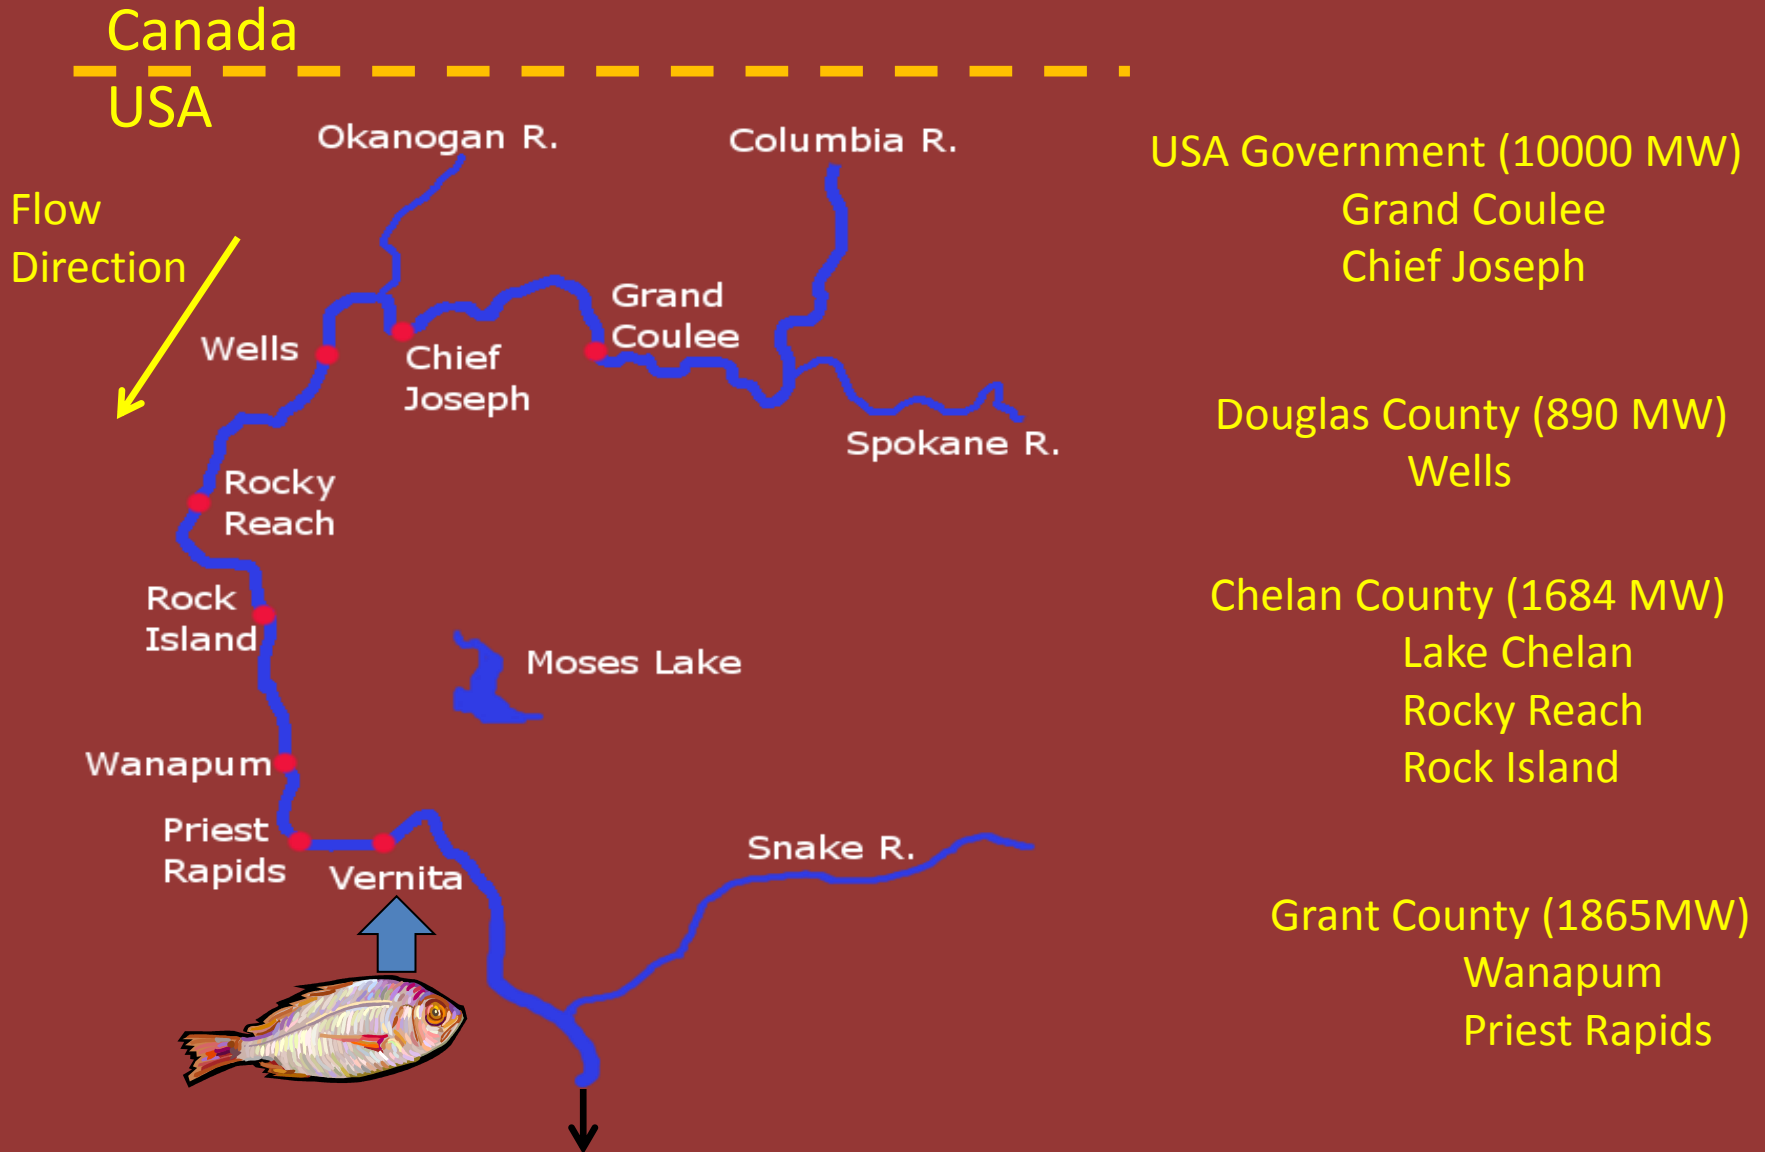 Canada
USA
Okanogan R.
Columbia R.
Flow
Direction
Grand
Coulee
Wells
Chief
Joseph
Spokane R.
Rocky
Reach
Rock
Island
Moses Lake
Wanapum
Priest
Rapids
Vernita
Snake R.
USA Government (10000 MW)
Grand Coulee
Chief Joseph
Douglas County (890 MW)
Wells
Chelan County (1684 MW)
Lake Chelan
Rocky Reach
Rock Island
Grant County (1865MW)
Wanapum
Priest Rapids